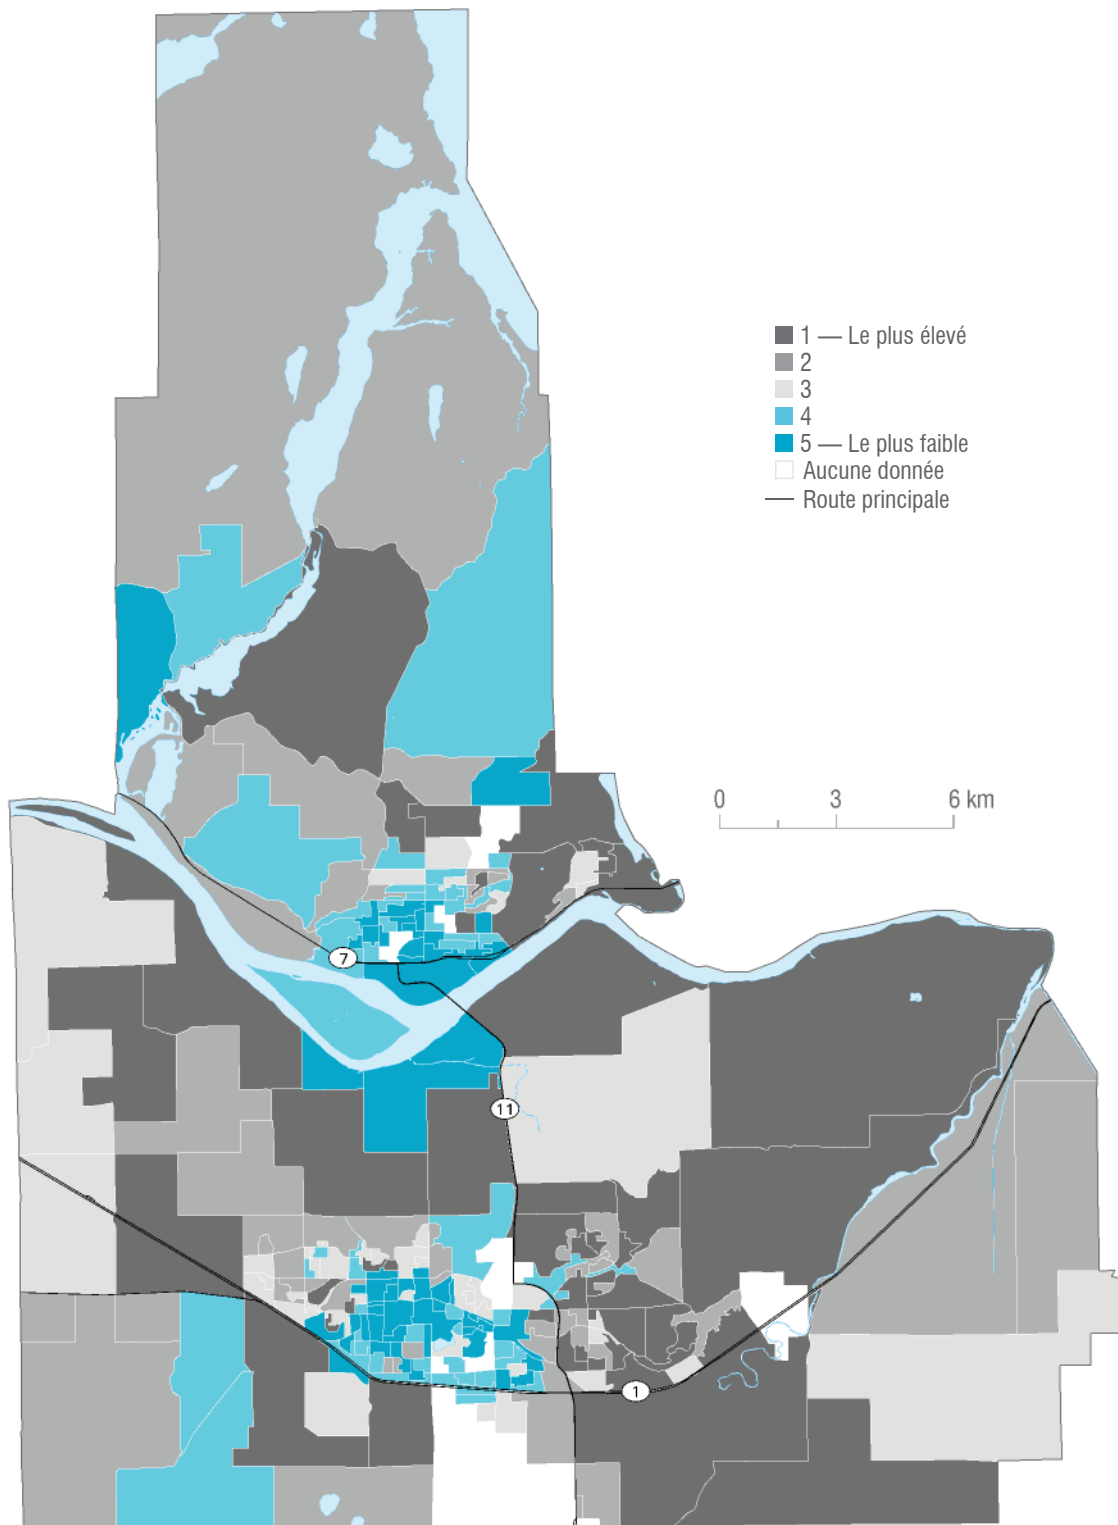 1 — Le plus élevé
2
3
4
5 — Le plus faible
Aucune donnée
Route principale
0 3 6 km
7
11
1